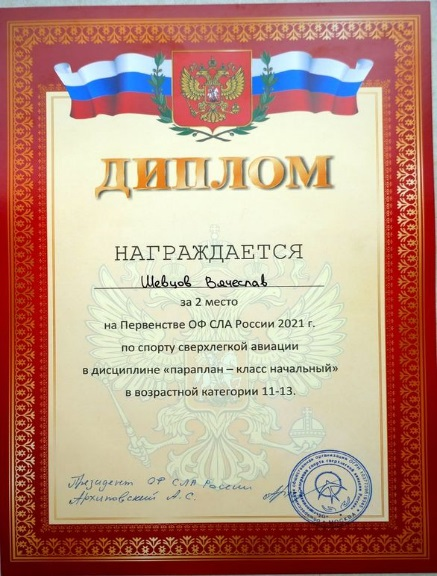 ДИПЛОМ
НАГРАЖДАЕТСЯ
Шевцов Вячеслав
за 2 место
на Первенстве ОФ СЛА России 2021 г.
по спорту сверхлегкой авиации
в дисциплине «параплан – класс начальный»
в возрастной категории 11-13.
Президент ОФ СЛА России
Архиповский А.С.